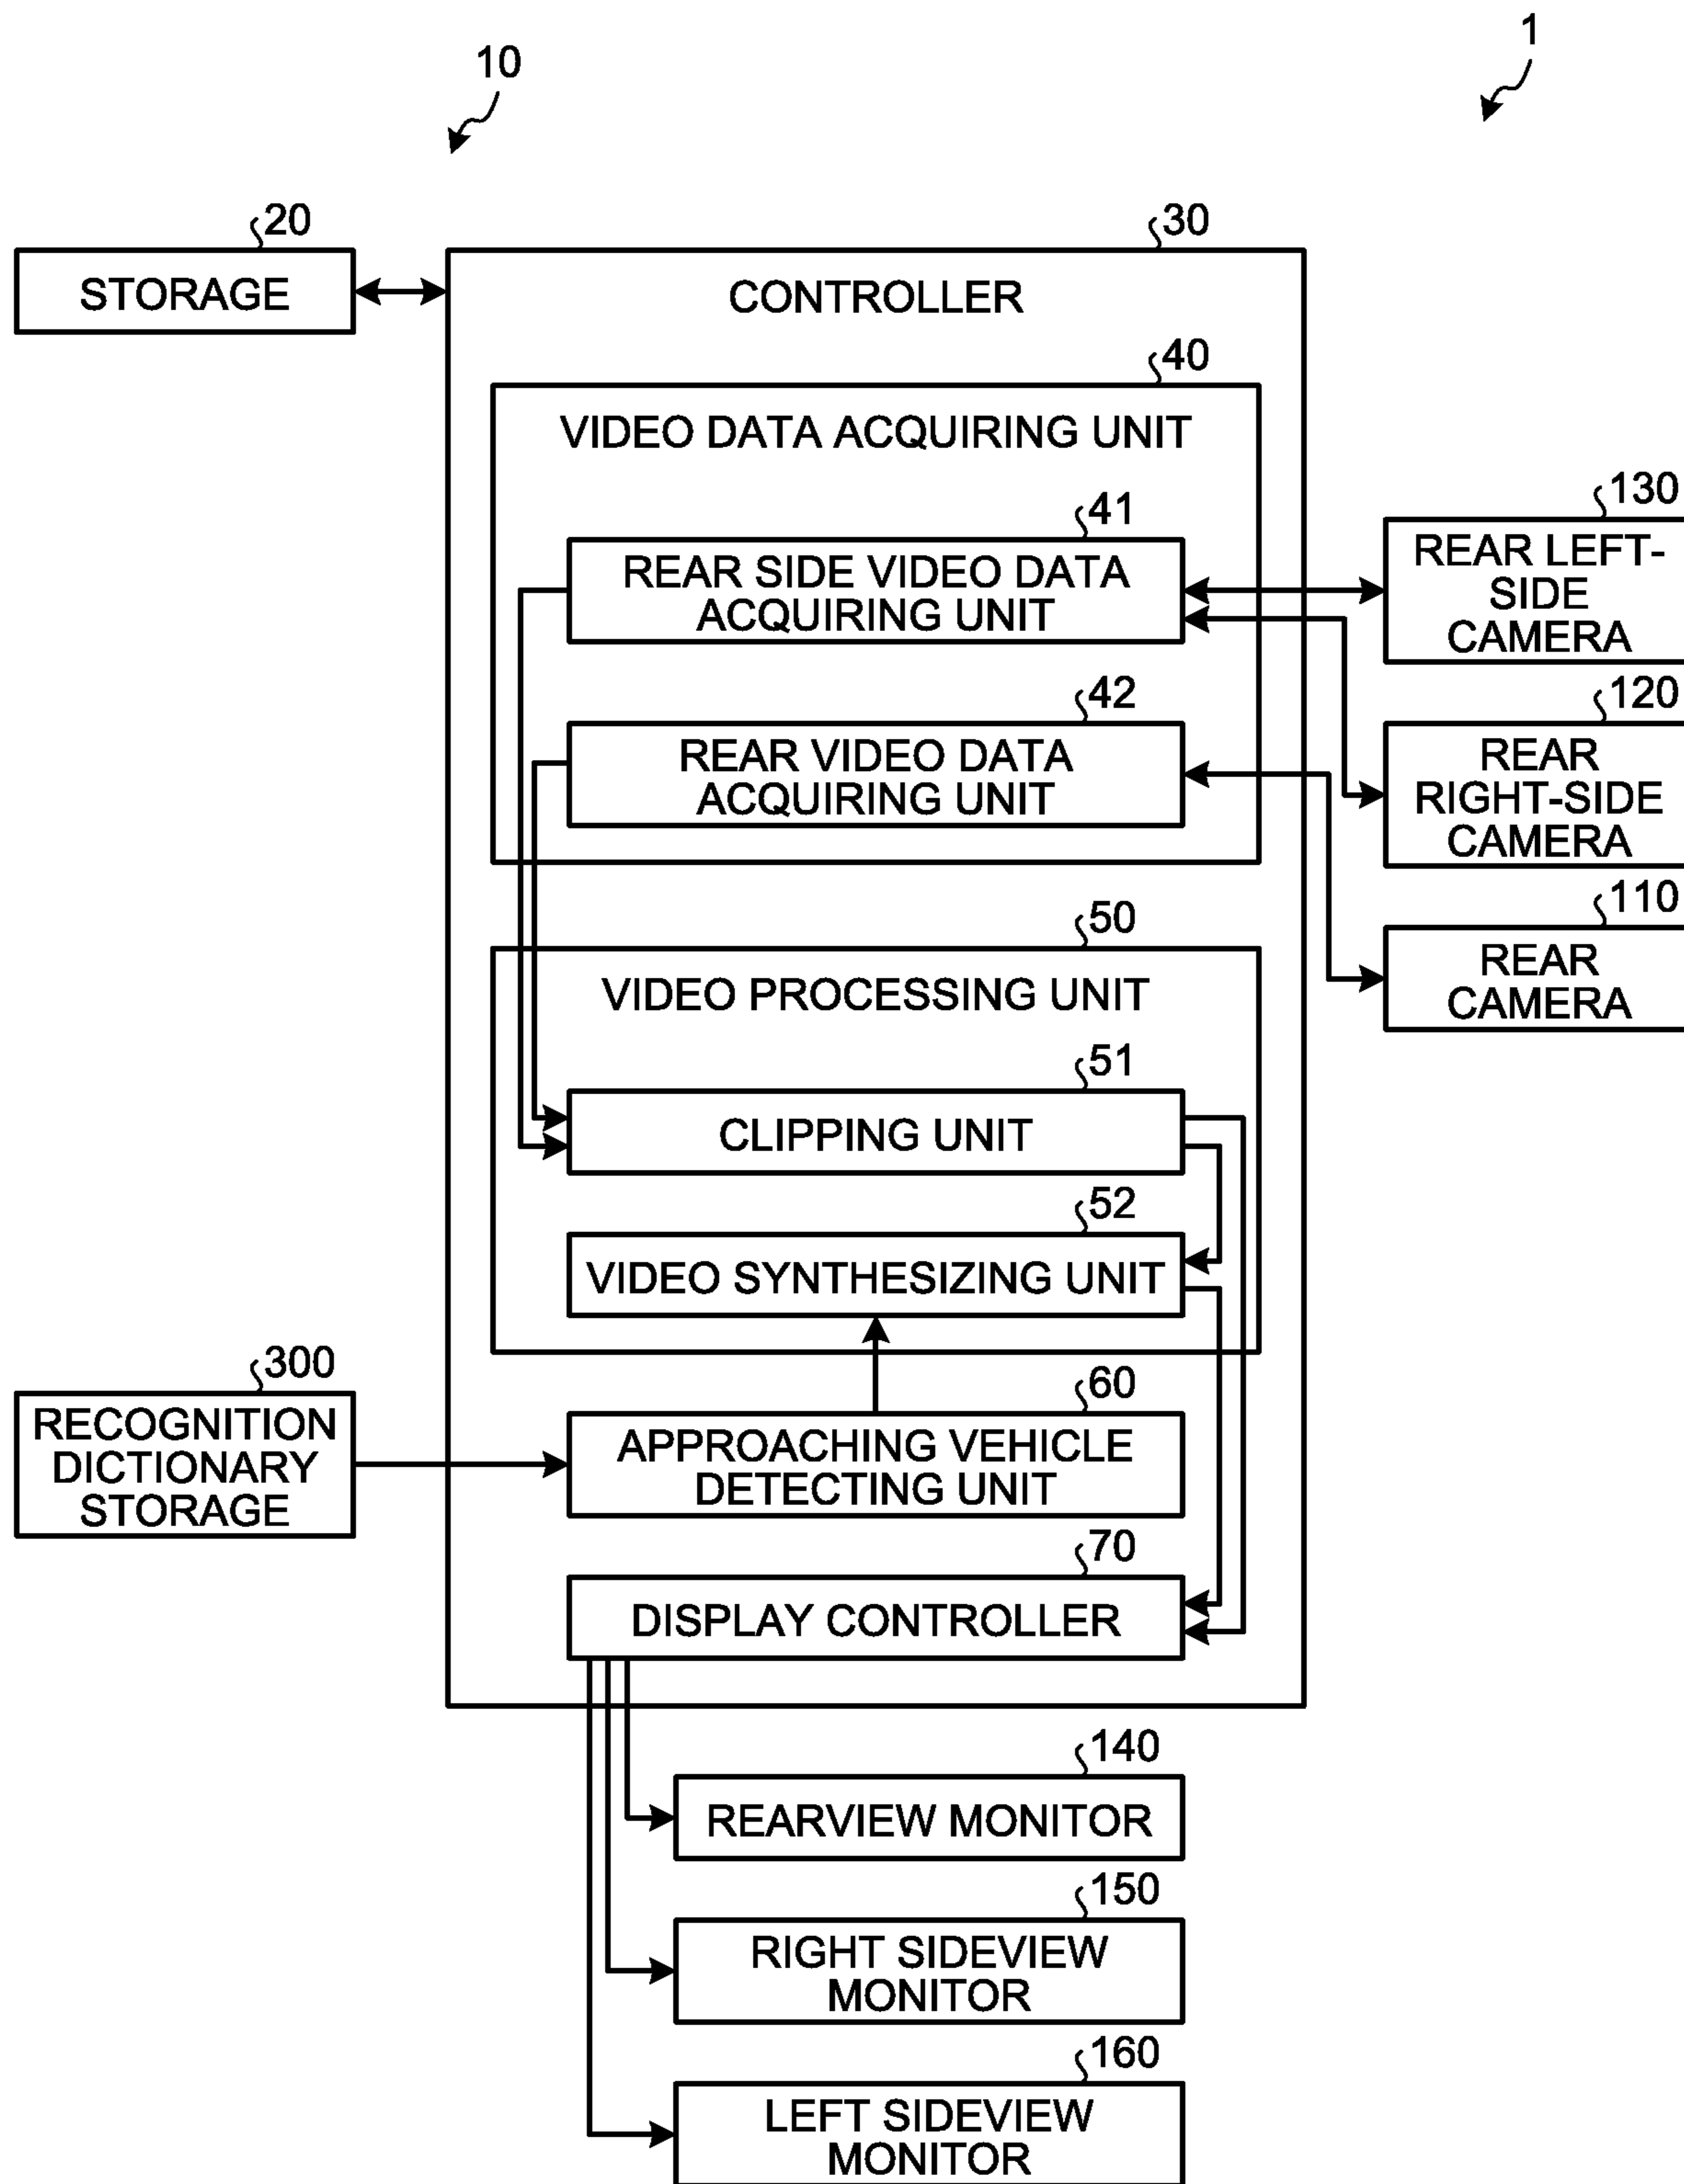 10
1
20
STORAGE
30
CONTROLLER
40
VIDEO DATA ACQUIRING UNIT
41
REAR SIDE VIDEO DATA
ACQUIRING UNIT
130
REAR LEFT-
SIDE
CAMERA
42
REAR VIDEO DATA
ACQUIRING UNIT
120
REAR
RIGHT-SIDE
CAMERA
110
REAR
CAMERA
50
VIDEO PROCESSING UNIT
51
CLIPPING UNIT
52
VIDEO SYNTHESIZING UNIT
300
RECOGNITION
DICTIONARY
STORAGE
60
APPROACHING VEHICLE
DETECTING UNIT
70
DISPLAY CONTROLLER
140
REARVIEW MONITOR
150
RIGHT SIDEVIEW
MONITOR
160
LEFT SIDEVIEW
MONITOR